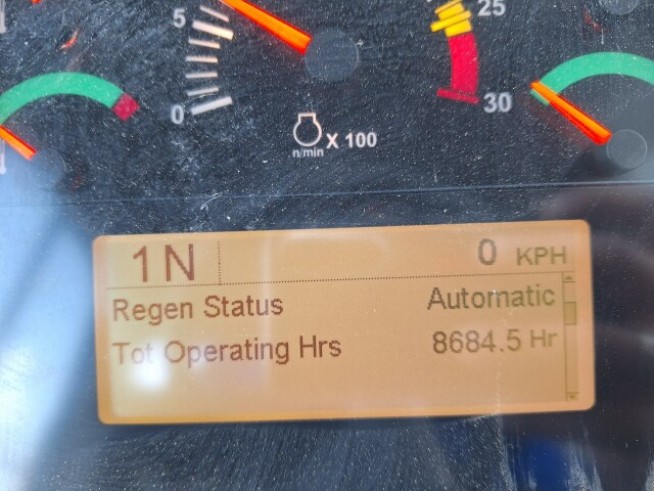 5
25
0
30
n/min X 100
1N 0 KPH
Regen Status Automatic
Tot Operating Hrs 8684.5 Hr